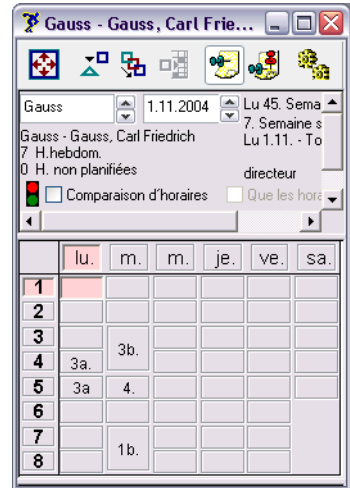 Gauss - Gauss, Carl Frie...
Gauss 1.11.2004 Lu 45. Sema
7. Semaine s
Gauss - Gauss, Carl Friedrich Lu 1.11. - To
7 H.hebdom.
0 H. non planifiées directeur
Comparaison d'horaires Que les hora
lu. m. m. je. ve. sa.
1
2
3
3b.
4 3a.
5 3a 4.
6
7
1b.
8